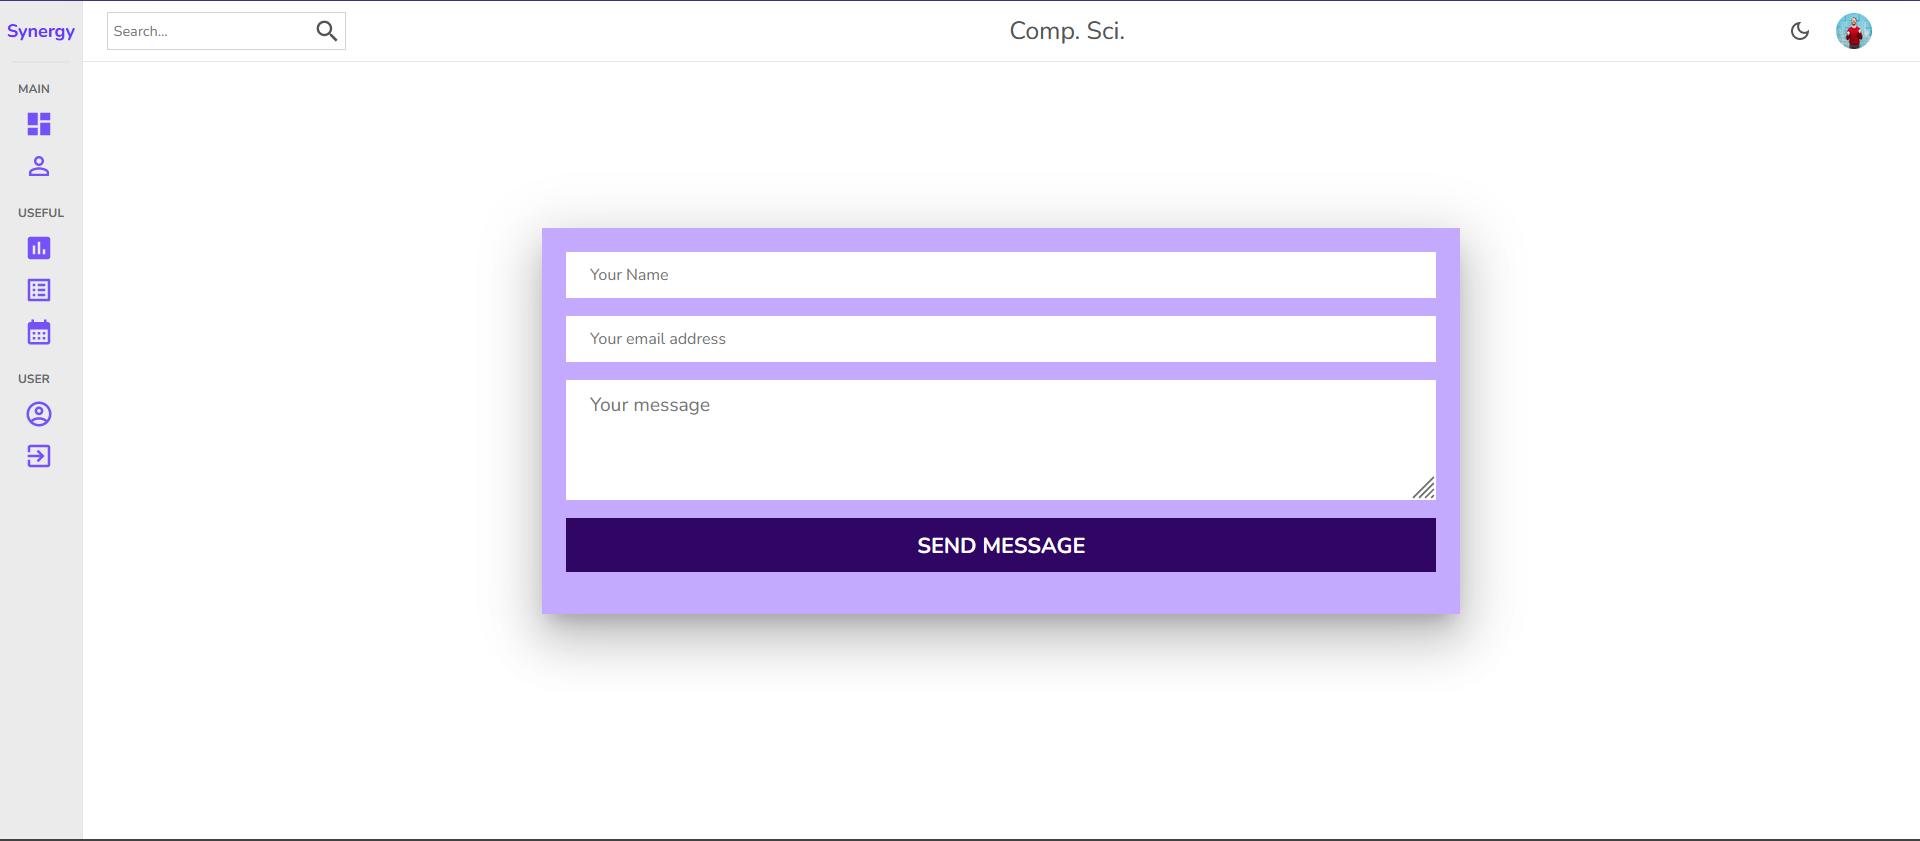 Synergy
Search...
Comp. Sci.
MAIN
USEFUL
USER
Your Name
Your email address
Your message
SEND MESSAGE